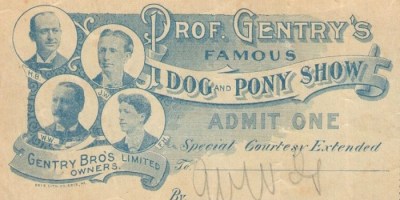 PROF. GENTRY'S
FAMOUS
DOG AND PONY SHOW
ADMIT ONE
H.B.
J.W.
W.W.
GENTRY BRO'S LIMITED
OWNERS.
Special Courtesy Extended
To
By